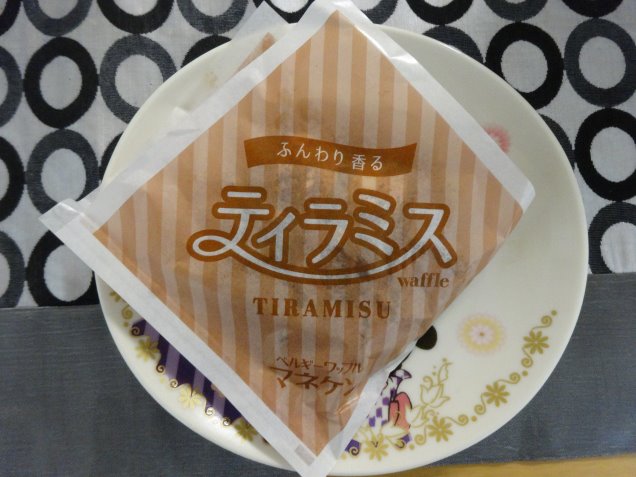 ふんわり香る
ティラミス
waffle
TIRAMISU
ベルギーワッフル
マネケン